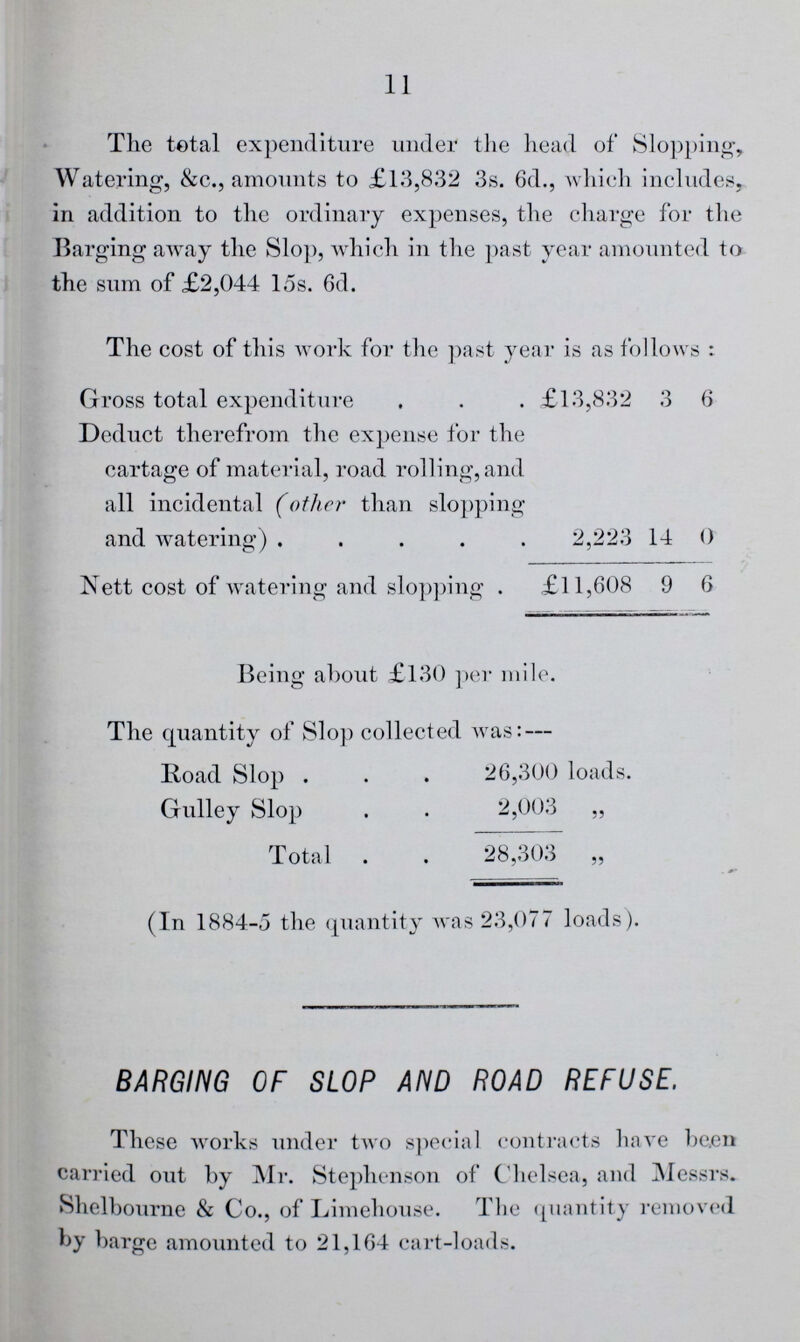 11
The total expenditure under the head of Slopping,
Watering, &c., amounts to £13,832 3s. 6d., which includes,
in addition to the ordinary expenses, the charge for the
Barging away the Slop, which in the past year amounted to
the sum of £2,044 15s. 6d.
The cost of this work for the past year is as follows :
Gross total expenditure . . . £13,832 3 6
Deduct therefrom the expense for the
cartage of material, road rolling, and
all incidental (other than slopping
and watering) . . . . . 2,223 14 0
Nett cost of watering and slopping . £11,608 9 6
Being about £130 per mile.
The quantity of Slop collected was:—
Road Slop . . . 26,300 loads.
Gulley Slop . . 2,003 „
Total . . 28,303 „
(In 1884-5 the quantity was 23,077 loads).
BARGING OF SLOP AND ROAD REFUSE.
These works under two special contracts have been
carried out by Mr. Stephenson of Chelsea, and Messrs.
Shelbourne & Co., of Limehouse. The quantity removed
by barge amounted to 21,164 cart-loads.